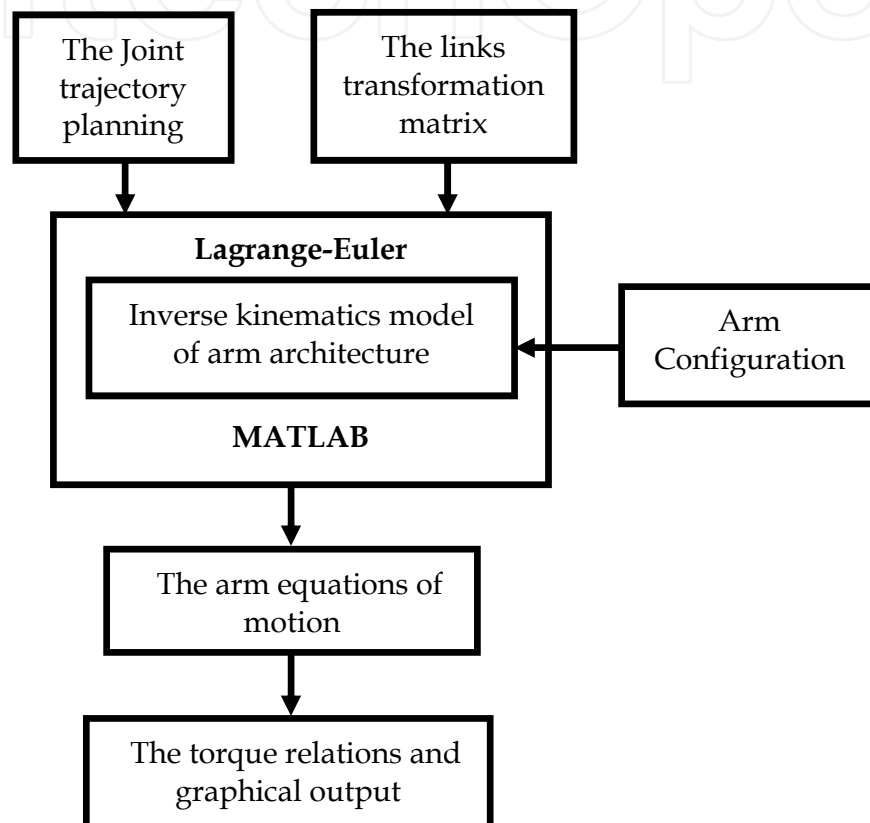 The Joint
trajectory
planning
The links
transformation
matrix
Lagrange-Euler
Inverse kinematics model
of arm architecture
MATLAB
Arm
Configuration
The arm equations of
motion
The torque relations and
graphical output